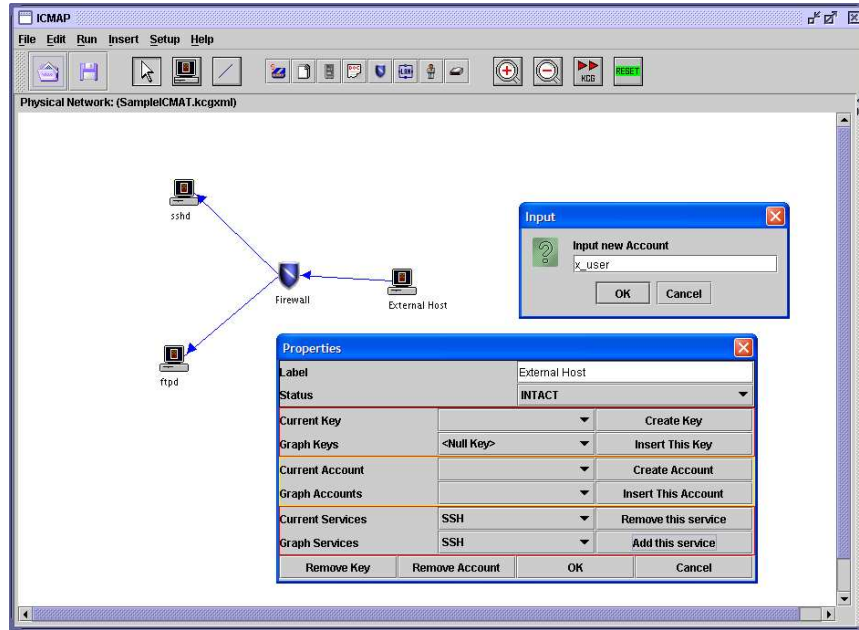 ICMAP
File Edit Run Insert Setup Help
KCG RESET
Physical Network: (SampleICMAT.kcgxml)
sshd
Firewall
External Host
ftpd
Input
Input new Account
x_user
OK Cancel
Properties
Label External Host
Status INTACT
Current Key Create Key
Graph Keys <Null Key> Insert This Key
Current Account Create Account
Graph Accounts Insert This Account
Current Services SSH Remove this service
Graph Services SSH Add this service
Remove Key Remove Account OK Cancel